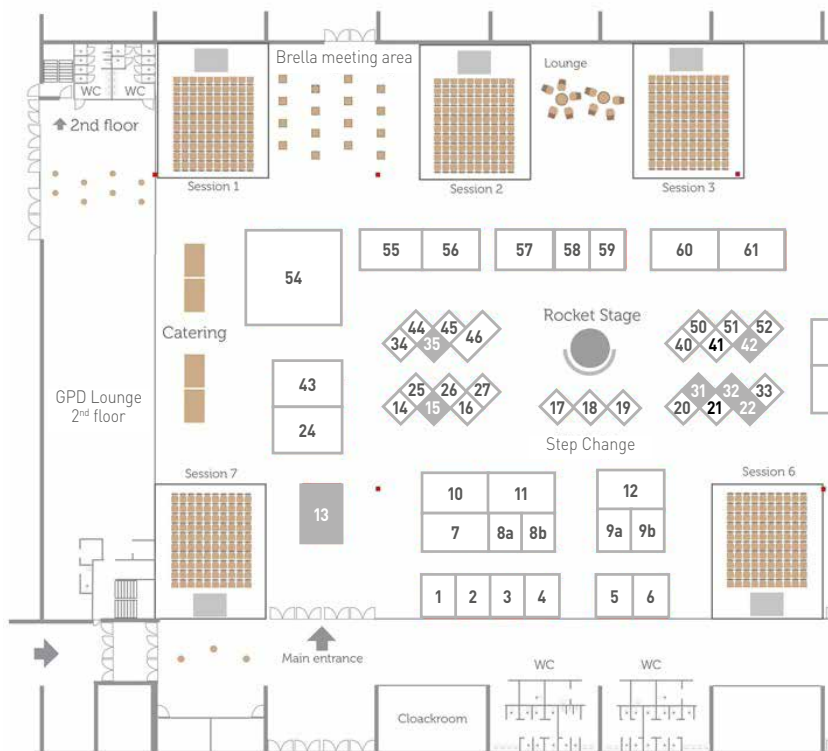 Brella meeting area
Lounge
WC
WC
2nd floor
Session 1
Session 2
Session 3
55
56
57
58
59
60
61
54
Rocket Stage
44
45
34
35
46
50
51
52
40
41
42
Catering
43
24
GPD Lounge
2nd floor
25
26
27
14
15
16
17
18
19
31
32
33
20
21
22
Step Change
Session 7
Session 6
13
10
11
12
7
8a
8b
9a
9b
1
2
3
4
5
6
Main entrance
WC
WC
Cloackroom